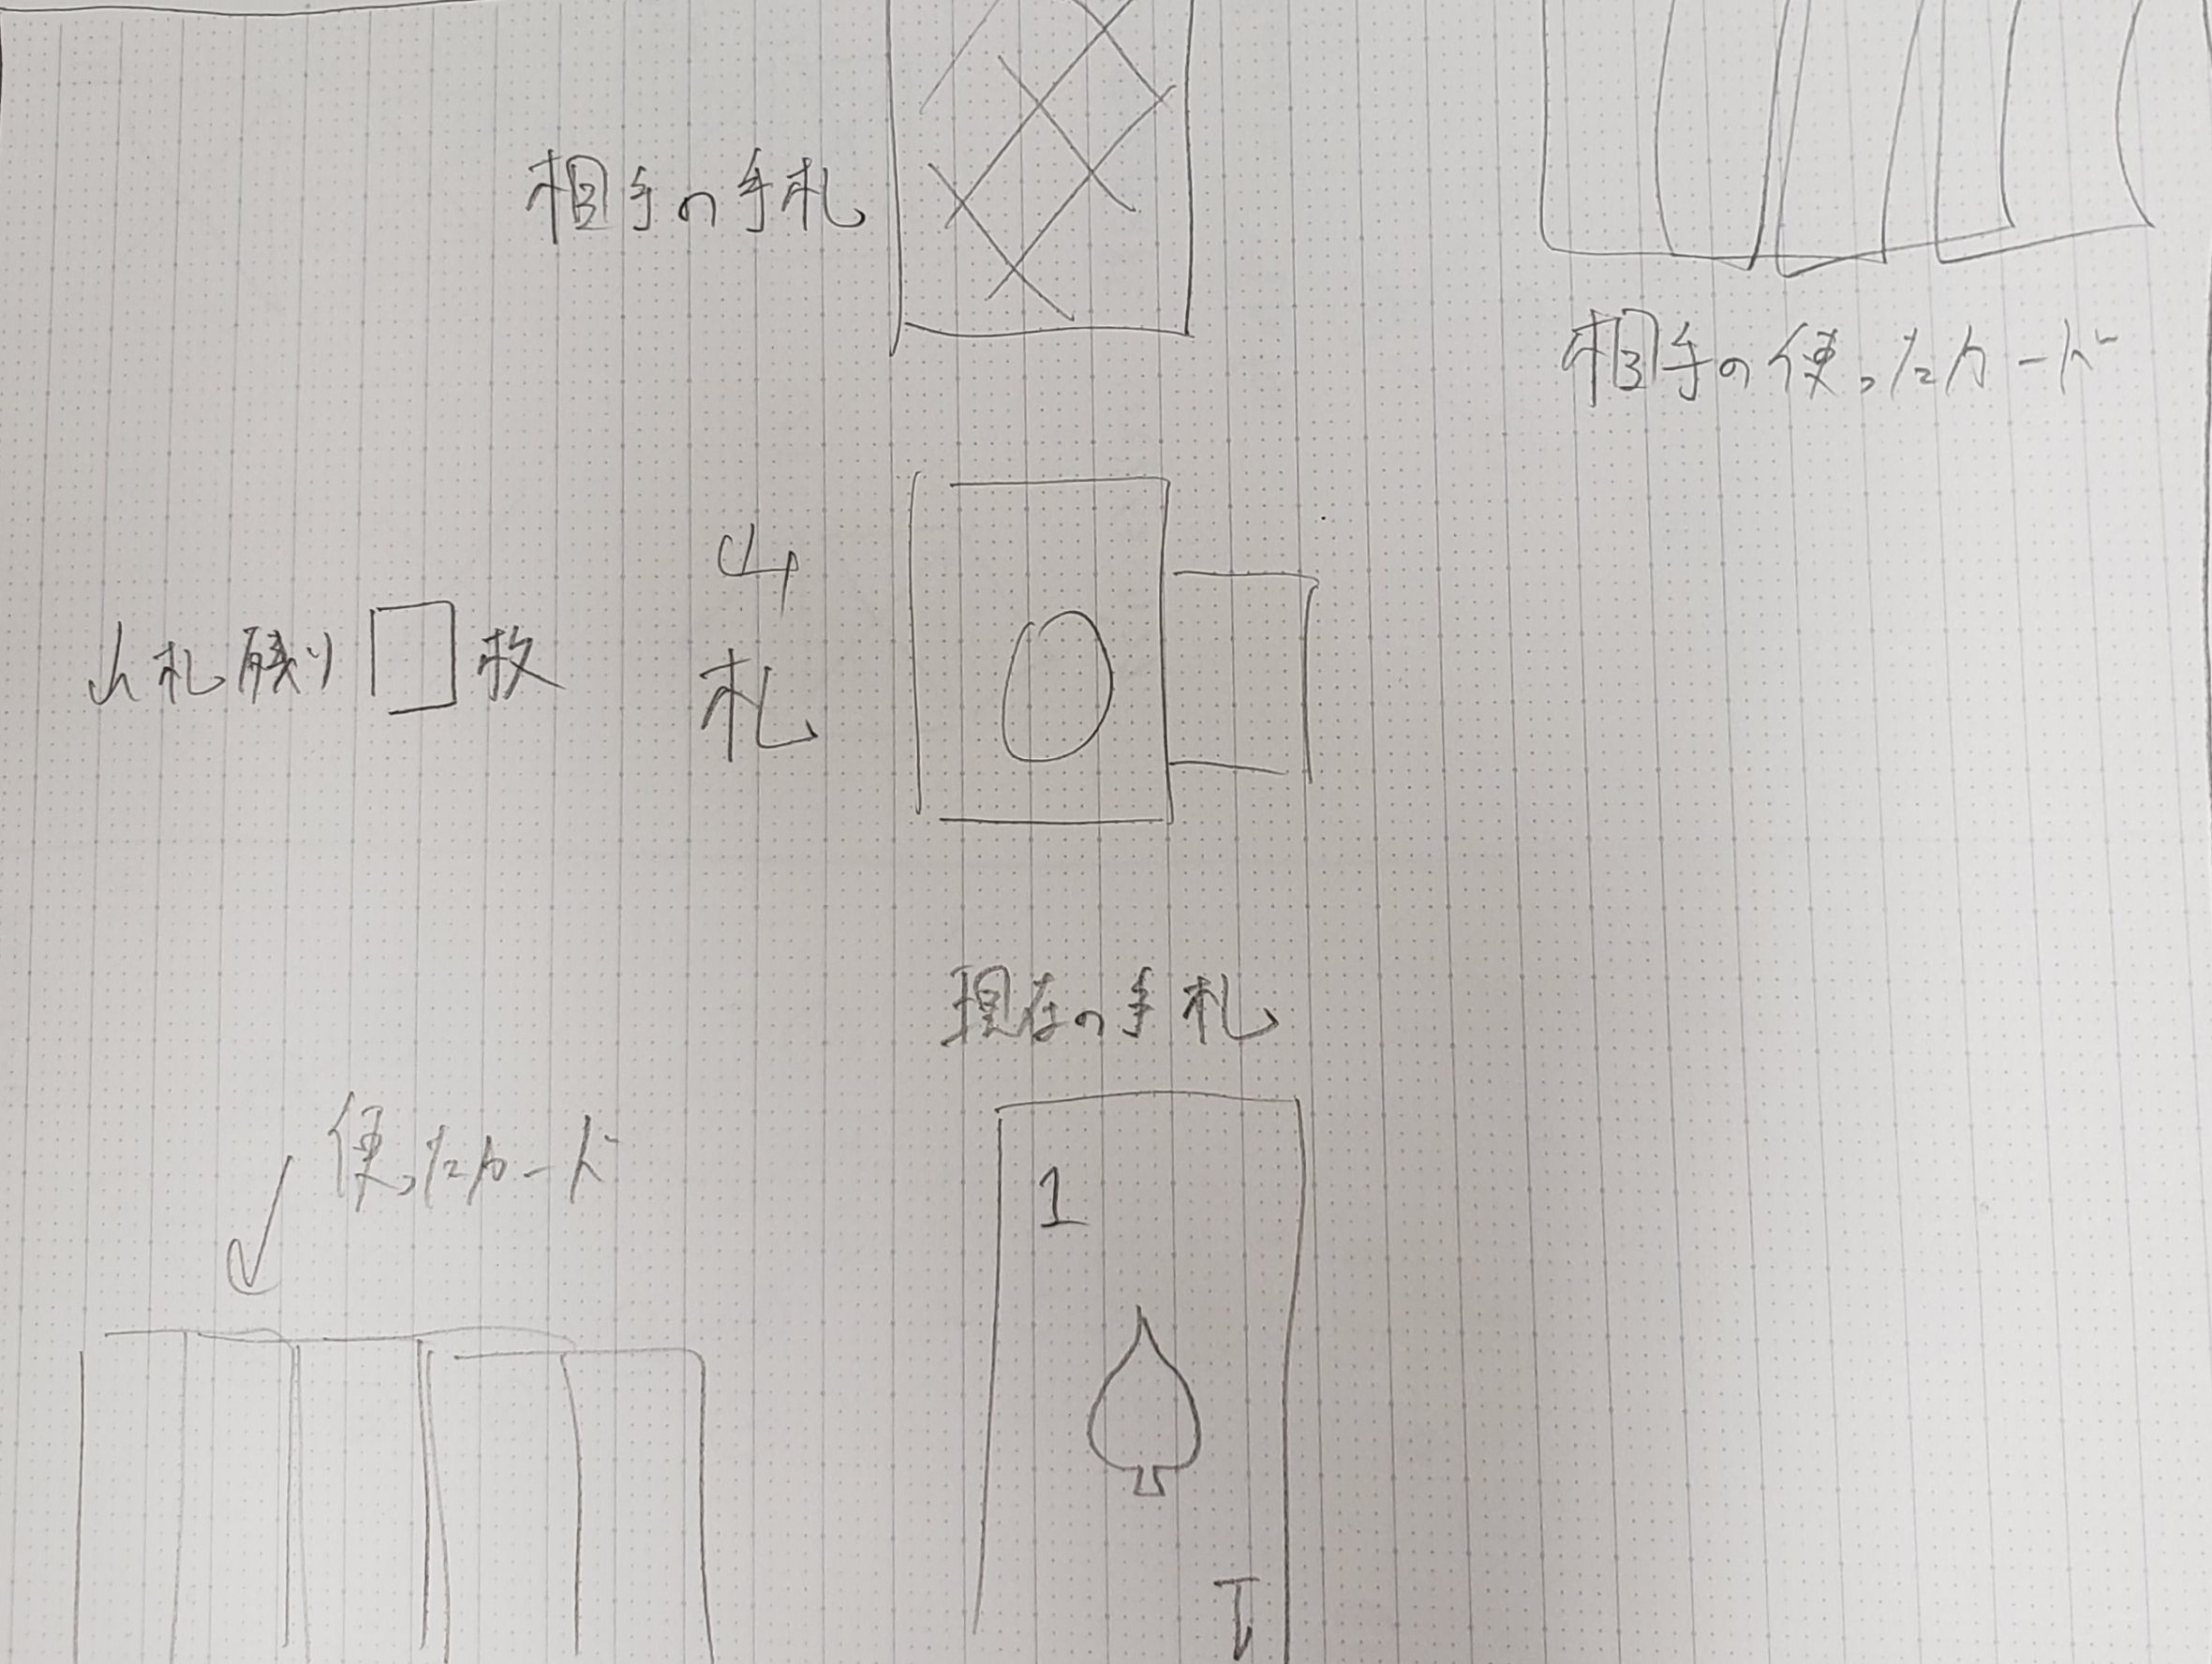 相手の手札
相手の使ったカード
山札
山札残り□枚
現在の手札
使ったカード
1
1